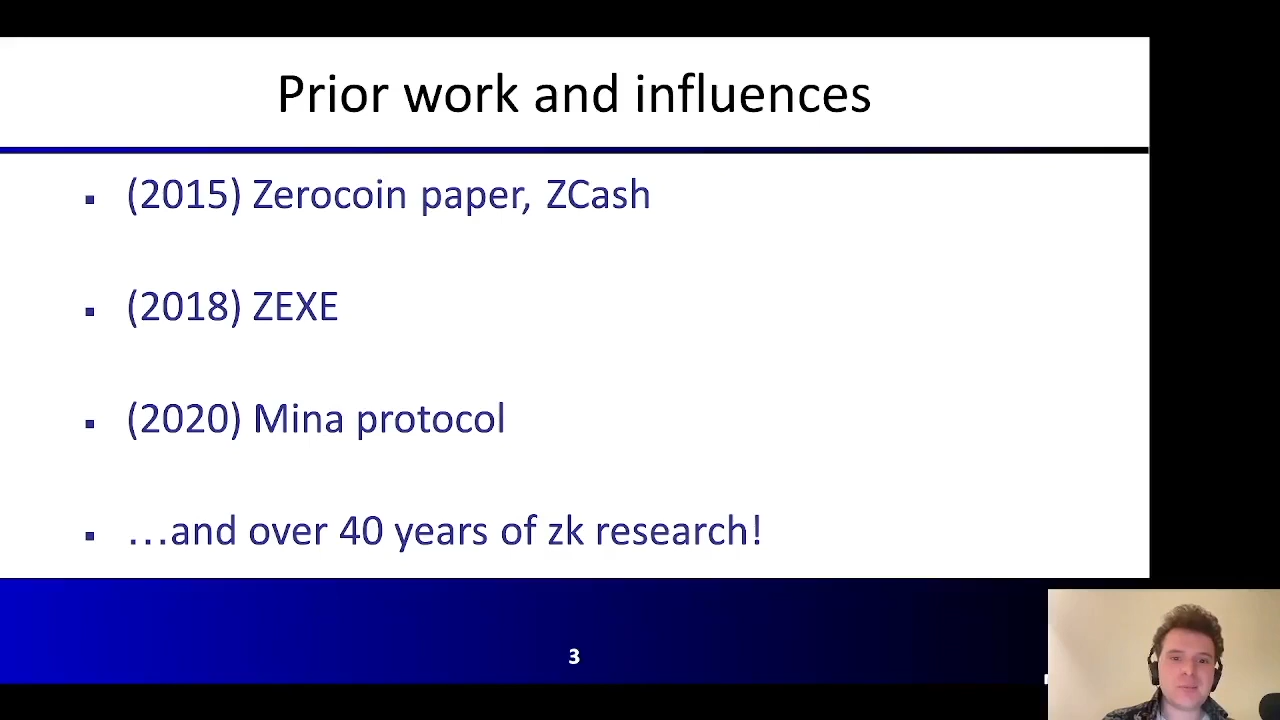 Prior work and influences
(2015) Zerocoin paper, ZCash
(2018) ZEXE
(2020) Mina protocol
…and over 40 years of zk research!
3